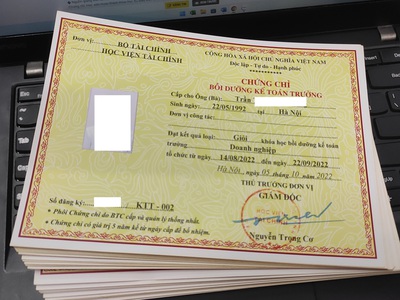 Đơn vị: BỘ TÀI CHÍNH
HỌC VIỆN TÀI CHÍNH
CỘNG HÒA XÃ HỘI CHỦ NGHĨA VIỆT NAM
Độc lập - Tự do - Hạnh phúc
CHỨNG CHỈ
BỒI DƯỠNG KẾ TOÁN TRƯỞNG
Cấp cho Ông (Bà): Trần
Sinh ngày: 22/05/1992 tại Hà Nội
Đơn vị công tác:
Đạt kết quả loại: Giỏi khóa học bồi dưỡng kế toán
trưởng Doanh nghiệp
tổ chức từ ngày 14/08/2022 đến ngày 22/09/2022
Hà Nội, ngày 05 tháng 10 năm 2022
THỦ TRƯỞNG ĐƠN VỊ
GIÁM ĐỐC
Nguyễn Trọng Cơ
Số đăng ký: KTT - 002
• Phôi Chứng chỉ do BTC cấp và quản lý thống nhất.
• Chứng chỉ có giá trị 5 năm kể từ ngày cấp để bổ nhiệm.